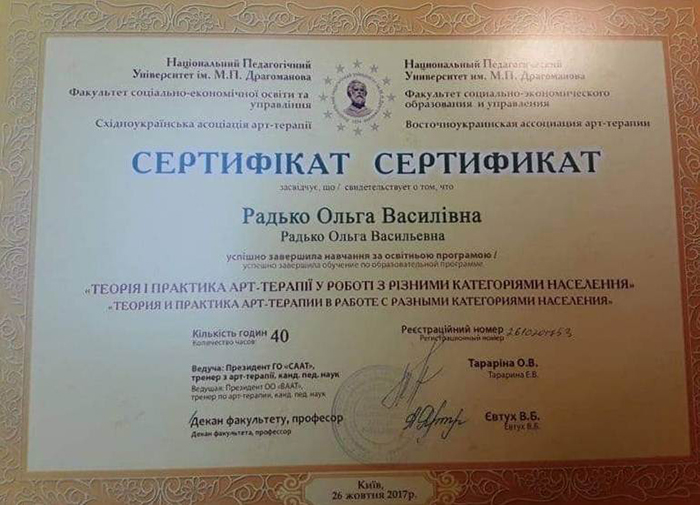 Національний Педагогічний
Університет ім. М.П. Драгоманова
Факультет соціально-економічної освіти та
управління
Східноукраїнська асоціація арт-терапії
Национальный Педагогический
Университет им. М.П. Драгоманова
Факультет социально-экономического
образования и управления
Восточноукраинская ассоциация арт-терапии
СЕРТИФІКАТ СЕРТИФИКАТ
засвідчує, що / свидетельствует о том, что
Радько Ольга Василівна
Радько Ольга Васильевна
успішно завершила навчання за освітньою програмою /
успешно завершила обучение по образовательной программе
«ТЕОРІЯ І ПРАКТИКА АРТ-ТЕРАПІЇ У РОБОТІ З РІЗНИМИ КАТЕГОРІЯМИ НАСЕЛЕННЯ»
«ТЕОРИЯ И ПРАКТИКА АРТ-ТЕРАПИИ В РАБОТЕ С РАЗНЫМИ КАТЕГОРИЯМИ НАСЕЛЕНИЯ»
Кількість годин 40
Количество часов
Реєстраційний номер
Регистрационный номер
Ведуча: Президент ГО «СААТ»,
тренер з арт-терапії, канд. пед. наук
Ведущая: Президент ОО «ВААТ»,
тренер по арт-терапии, канд. пед. наук
Тараріна О.В.
Тарарина Е.В.
Декан факультету, професор
Декан факультета, профессор
Євтух В.Б.
Евтух В.Б.
Київ,
26 жовтня 2017р.